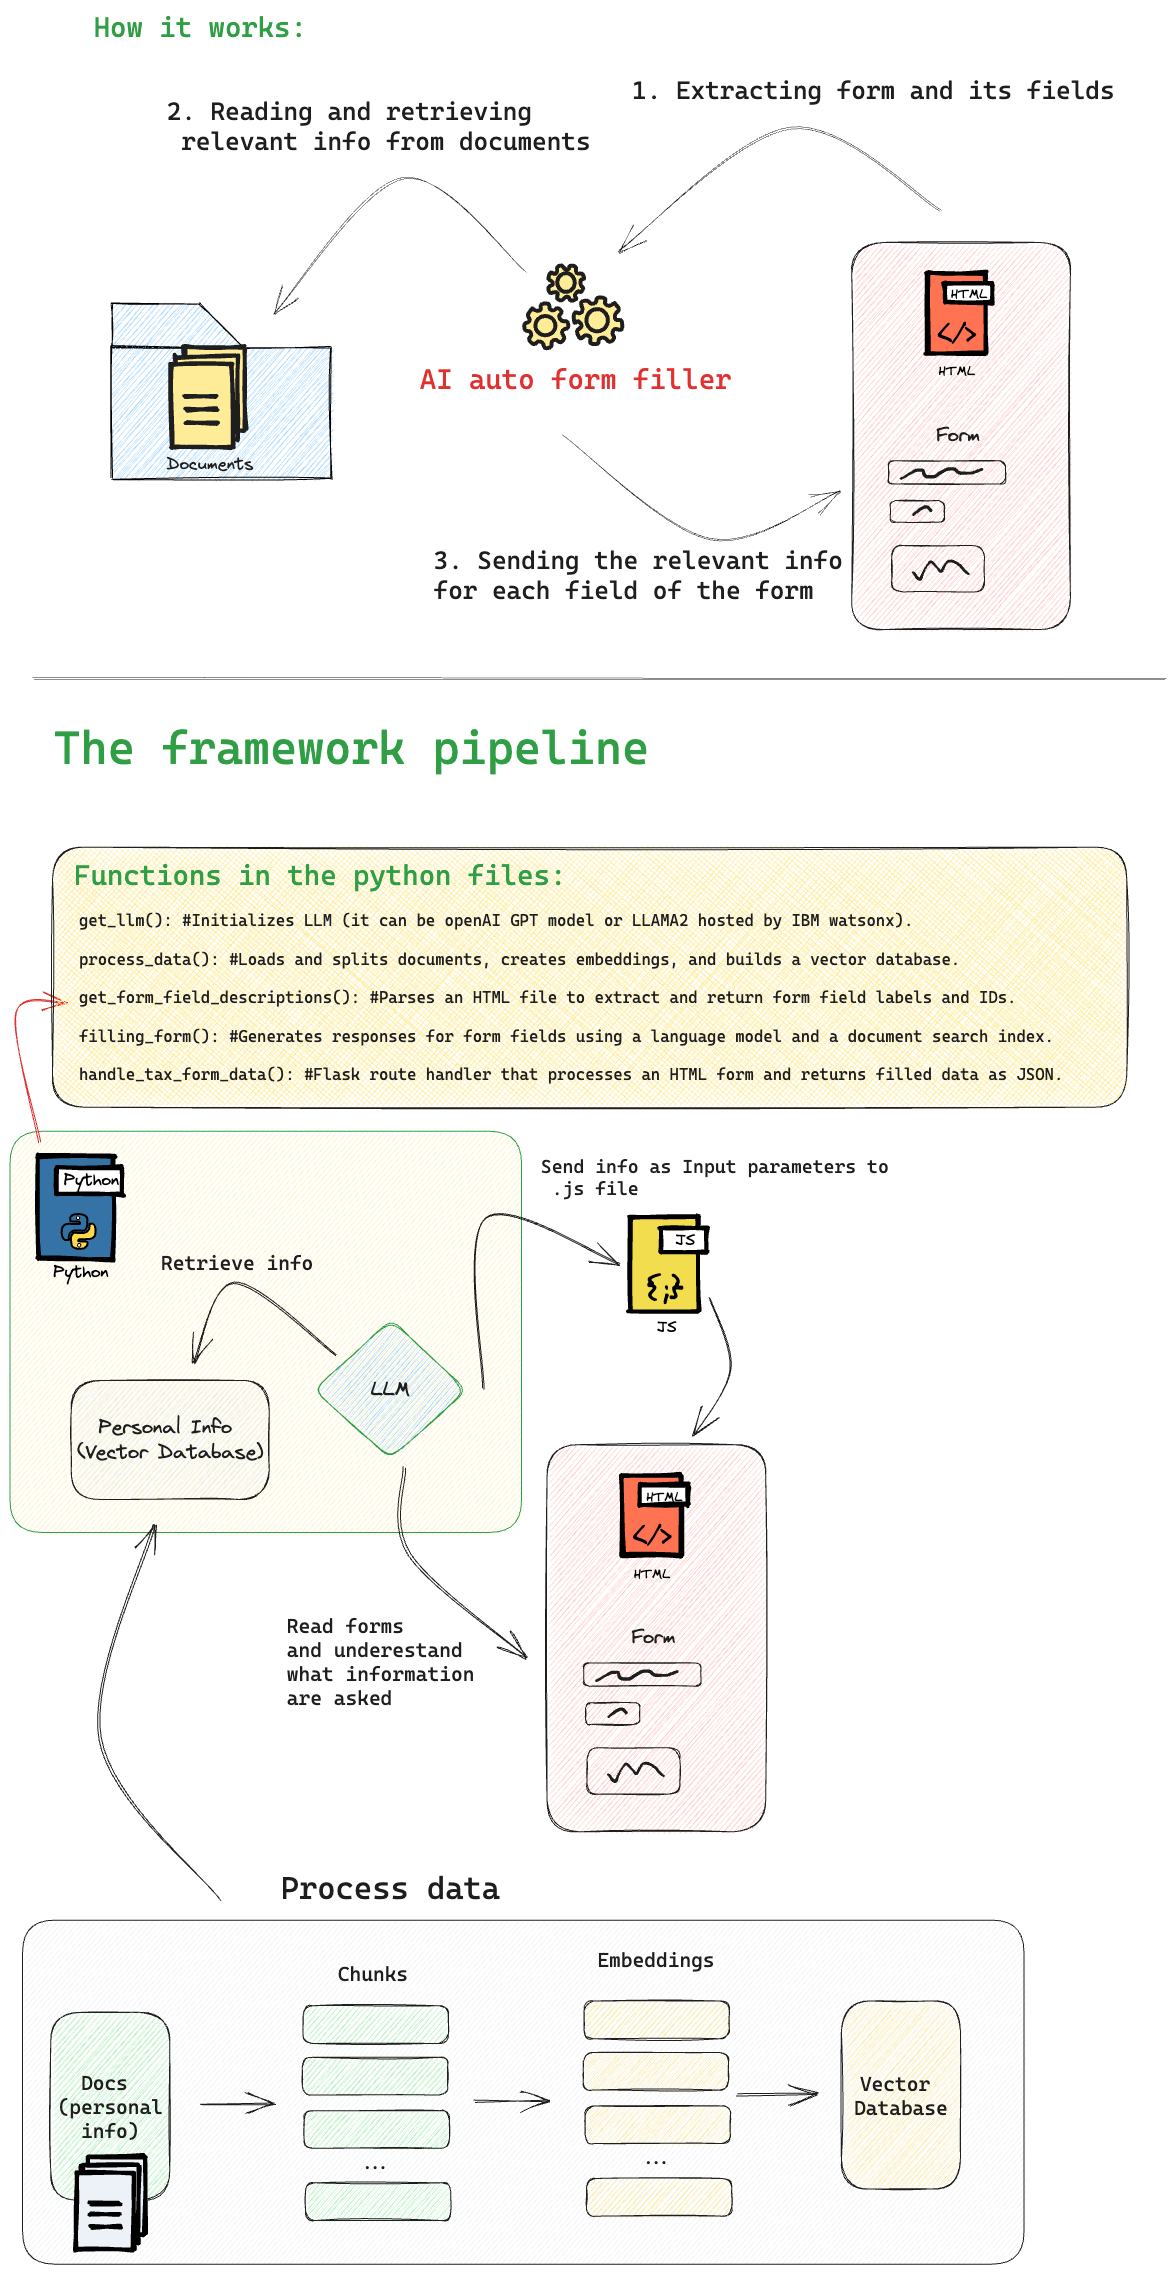 How it works:
1. Extracting form and its fields
2. Reading and retrieving
relevant info from documents
HTML
HTML
AI auto form filler
Form
Documents
3. Sending the relevant info
for each field of the form
The framework pipeline
Functions in the python files:
get_llm(): #Initializes LLM (it can be openAI GPT model or LLAMA2 hosted by IBM watsonx).
process_data(): #Loads and splits documents, creates embeddings, and builds a vector database.
get_form_field_descriptions(): #Parses an HTML file to extract and return form field labels and IDs.
filling_form(): #Generates responses for form fields using a language model and a document search index.
handle_tax_form_data(): #Flask route handler that processes an HTML form and returns filled data as JSON.
Python
Python
Send info as Input parameters to
.js file
JS
{;}
JS
Retrieve info
LLM
Personal Info
(Vector Database)
HTML
</>
HTML
Form
Read forms
and underestand
what information
are asked
Process data
Chunks
Embeddings
Docs
(personal
info)
...
...
Vector
Database